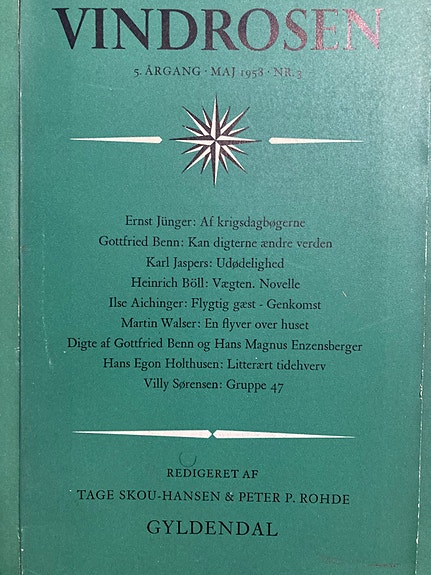 VINDROSEN
5. ÅRGANG · MAJ 1958 · NR. 3
Ernst Jünger: Af krigsdagbøgerne
Gottfried Benn: Kan digterne ændre verden
Karl Jaspers: Udødelighed
Heinrich Böll: Vægten. Novelle
Ilse Aichinger: Flygtig gæst - Genkomst
Martin Walser: En flyver over huset
Digte af Gottfried Benn og Hans Magnus Enzensberger
Hans Egon Holthusen: Litterært tidehverv
Villy Sørensen: Gruppe 47
REDIGERET AF
TAGE SKOU-HANSEN & PETER P. ROHDE
GYLDENDAL